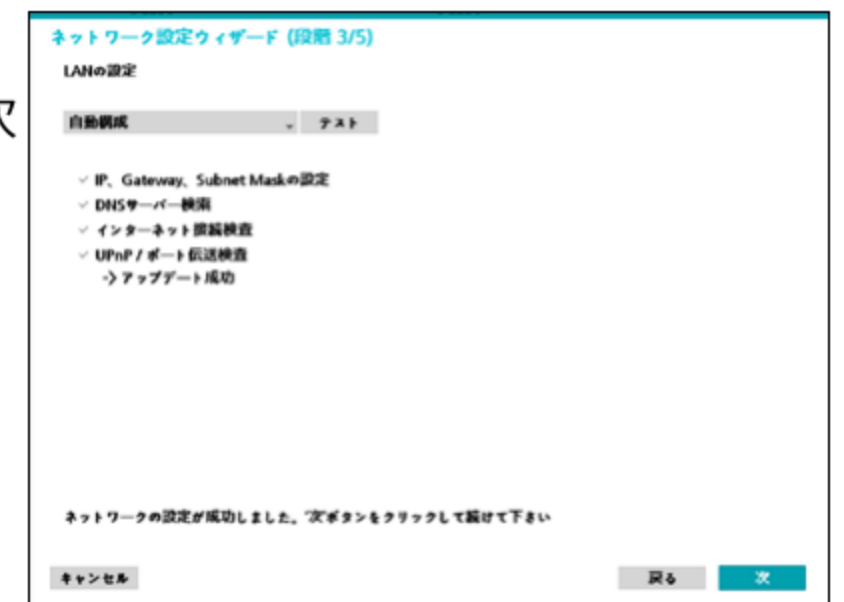 ネットワーク設定ウィザード (段階 3/5)
LANの設定
次
自動構成 テスト
✓ IP、Gateway、Subnet Maskの設定
✓ DNSサーバー検索
✓ インターネット接続検査
✓ UPnP / ポート伝送検査
-> アップデート成功
ネットワークの設定が成功しました。'次'ボタンをクリックして続けて下さい
キャンセル 戻る 次